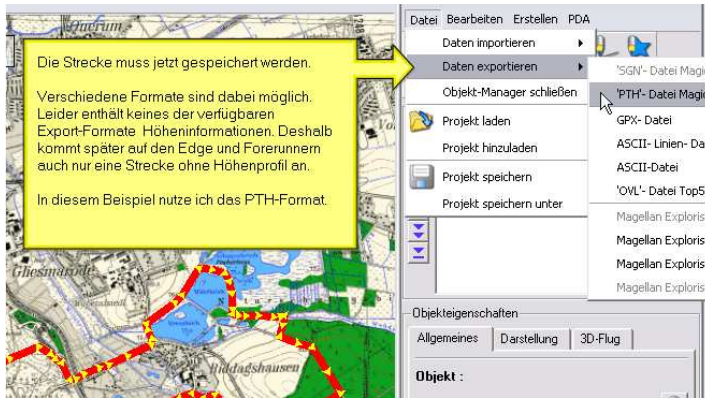 Querum
1248
Die Strecke muss jetzt gespeichert werden.
Verschiedene Formate sind dabei möglich.
Leider enthält keines der verfügbaren
Export-Formate Höheninformationen. Deshalb
kommt später auf den Edge und Forerunnern
auch nur eine Strecke ohne Höhenprofil an.
In diesem Beispiel nutze ich das PTH-Format.
Gliesmarode
Riddagshausen
Datei Bearbeiten Erstellen PDA
Daten importieren
Daten exportieren
Objekt-Manager schließen
Projekt laden
Projekt hinzuladen
Projekt speichern
Projekt speichern unter
'SGN'- Datei Magic
'PTH'- Datei Magic
GPX- Datei
ASCII- Linien- Da
ASCII-Datei
'OVL'- Datei Top5
Magellan Exploris
Magellan Exploris
Magellan Exploris
Magellan Exploris
Objekteigenschaften
Allgemeines Darstellung 3D-Flug
Objekt :